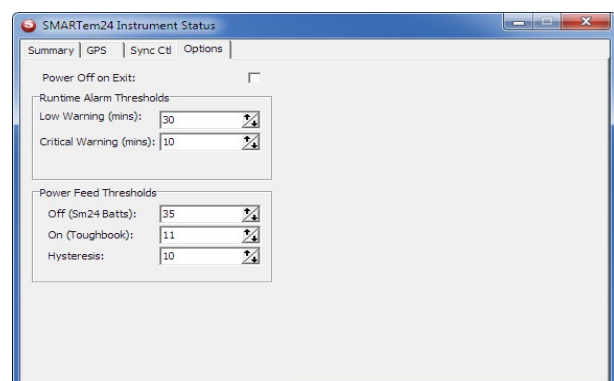 SMARTem24 Instrument Status
Summary GPS Sync Ctl Options
Power Off on Exit:
Runtime Alarm Thresholds
Low Warning (mins): 30
Critical Warning (mins): 10
Power Feed Thresholds
Off (Sm24 Batts): 35
On (Toughbook): 11
Hysteresis: 10